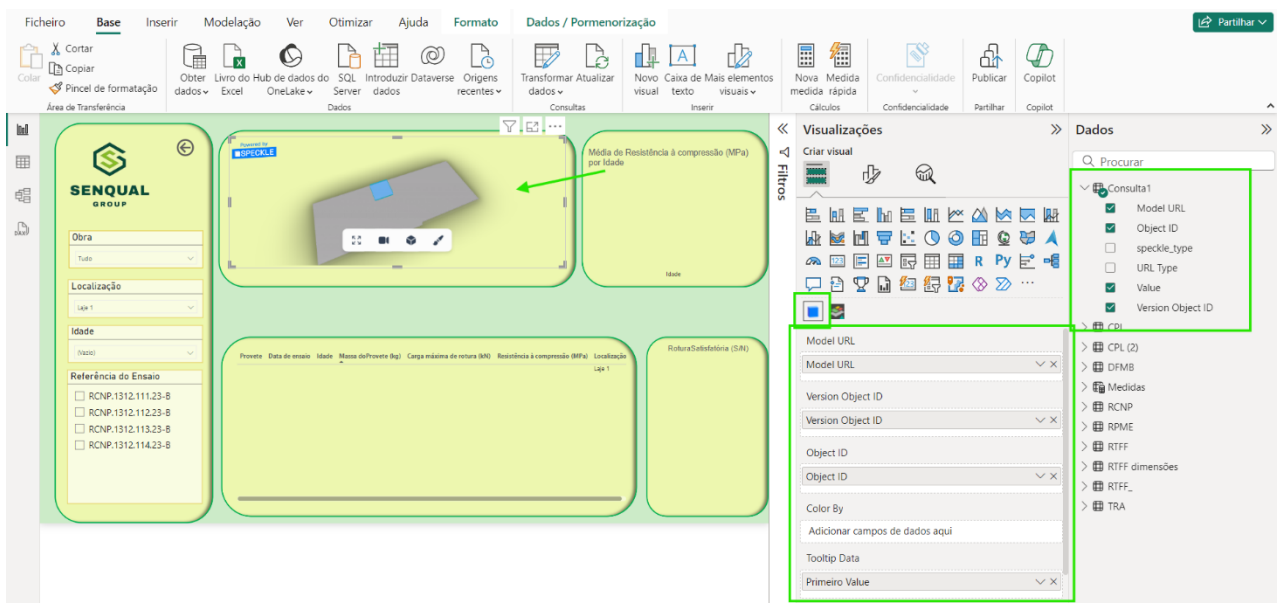 Ficheiro Base Inserir Modelação Ver Otimizar Ajuda Formato Dados / Pormenorização
Partilhar
Colar
Cortar
Copiar
Pincel de formatação
Área de Transferência
Obter dados
Livro do Excel
Hub de dados do OneLake
SQL Server
Introduzir dados
Dataverse
Origens recentes
Dados
Transformar dados
Atualizar
Consultas
Novo visual
Caixa de texto
Mais elementos visuais
Inserir
Nova medida
Medida rápida
Cálculos
Confidencialidade
Confidencialidade
Publicar
Partilhar
Copilot
Copilot
SENQUAL
GROUP
Obra
Tudo
Localização
Laje 1
Idade
(Vazio)
Referência do Ensaio
RCNP.1312.111.23-B
RCNP.1312.112.23-B
RCNP.1312.113.23-B
RCNP.1312.114.23-B
Powered by
SPECKLE
Média de Resistência à compressão (MPa)
por Idade
Idade
Provete Data de ensaio Idade Massa doProvete (kg) Carga máxima de rotura (kN) Resistência à compressão (MPa) Localização
Laje 1
RoturaSatisfatória (S/N)
Filtros
Visualizações
Criar visual
R Py
123
Model URL
Model URL
Version Object ID
Version Object ID
Object ID
Object ID
Color By
Adicionar campos de dados aqui
Tooltip Data
Primeiro Value
Dados
Procurar
Consulta1
Model URL
Object ID
speckle_type
URL Type
Value
Version Object ID
CPL
CPL (2)
DFMB
Medidas
RCNP
RPME
RTFF
RTFF dimensões
RTFF_
TRA